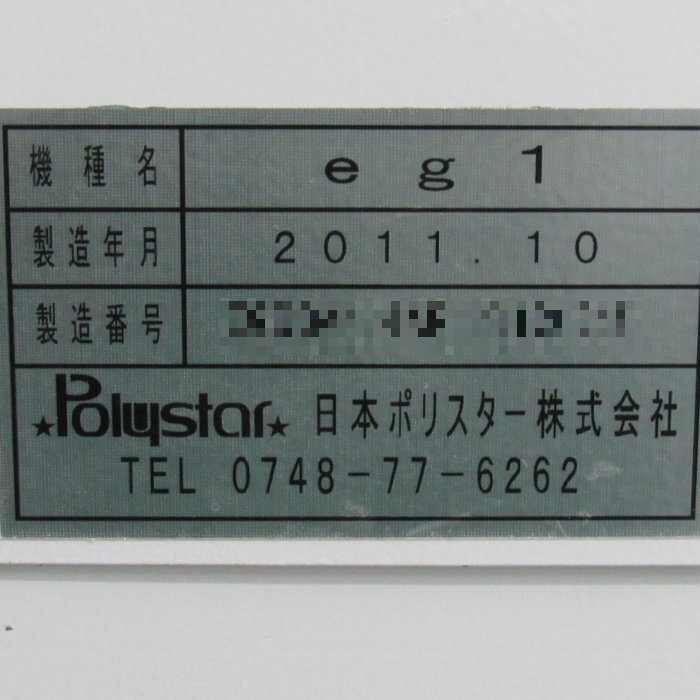 機種名 eg1
製造年月 2011.10
製造番号
★Polystar★ 日本ポリスター株式会社
TEL 0748-77-6262